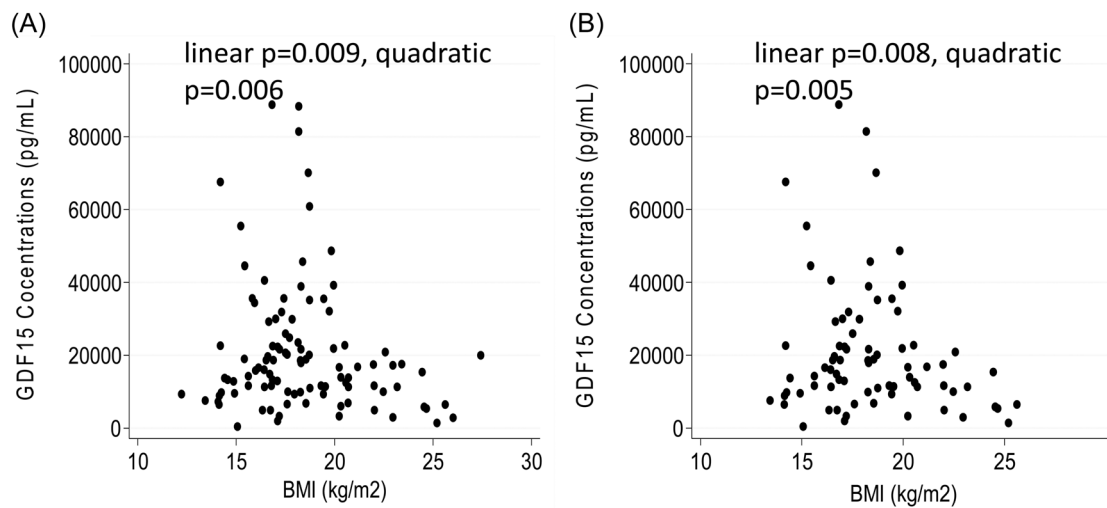 (A)
linear p=0.009, quadratic
p=0.006
GDF15 Cocentrations (pg/mL)
100000
80000
60000
40000
20000
0
10 15 20 25 30
BMI (kg/m2)
(B)
linear p=0.008, quadratic
p=0.005
GDF15 Concentrations (pg/mL)
100000
80000
60000
40000
20000
0
10 15 20 25
BMI (kg/m2)